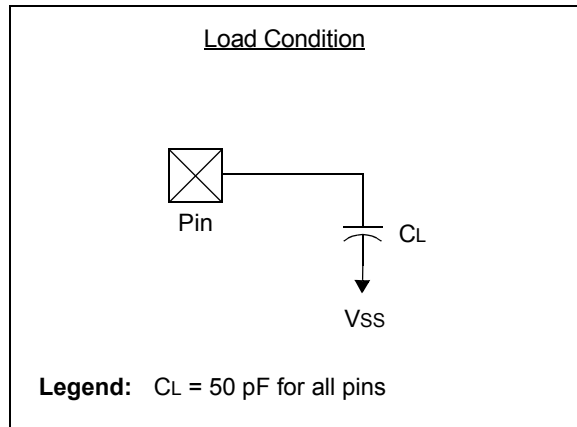 Load Condition
Pin
CL
VSS
Legend: CL = 50 pF for all pins